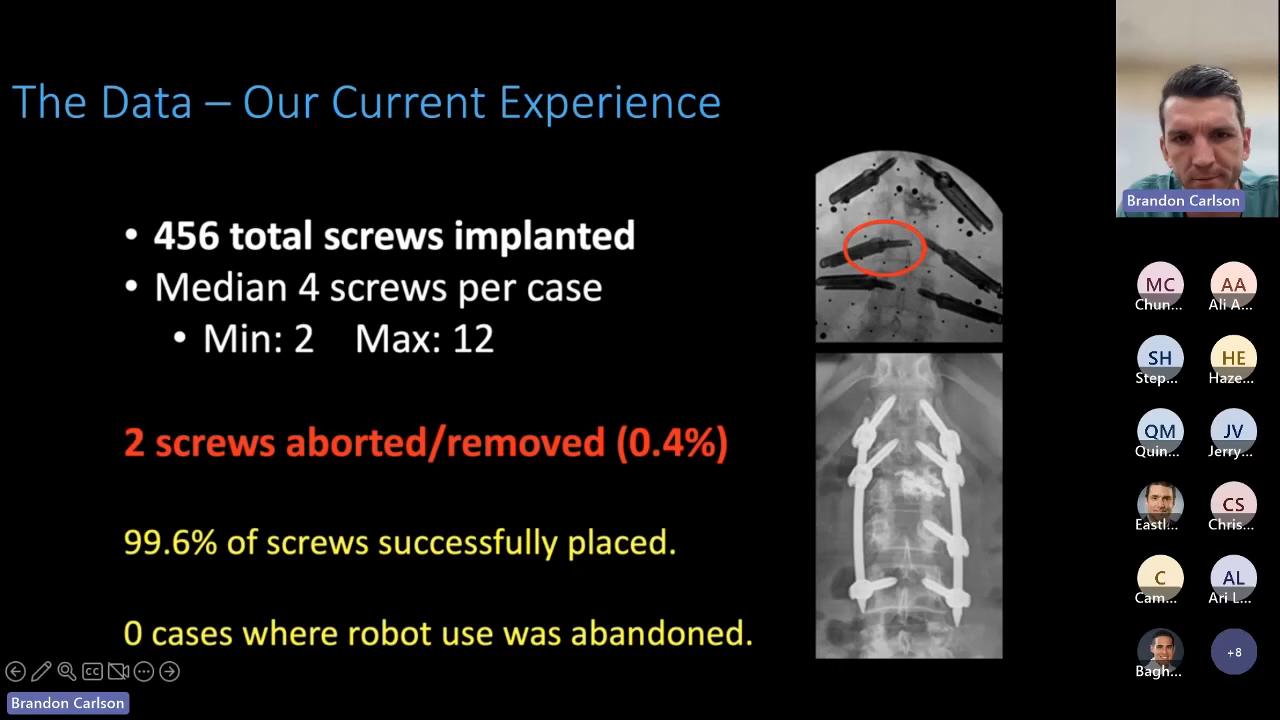 The Data – Our Current Experience
• 456 total screws implanted
• Median 4 screws per case
• Min: 2 Max: 12
2 screws aborted/removed (0.4%)
99.6% of screws successfully placed.
0 cases where robot use was abandoned.
CC
Brandon Carlson
Brandon Carlson
MC
AA
Chun...
Ali A...
SH
HE
Step...
Haze...
QM
JV
Quin...
Jerry...
CS
Eastl...
Chris...
C
AL
Cam...
Ari L...
+8
Bagh...